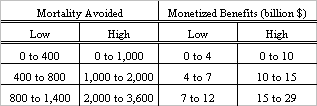 Mortality Avoided Monetized Benefits (billion $)
Low High Low High
0 to 400 0 to 1,000 0 to 4 0 to 10
400 to 800 1,000 to 2,000 4 to 7 10 to 15
800 to 1,400 2,000 to 3,600 7 to 12 15 to 29